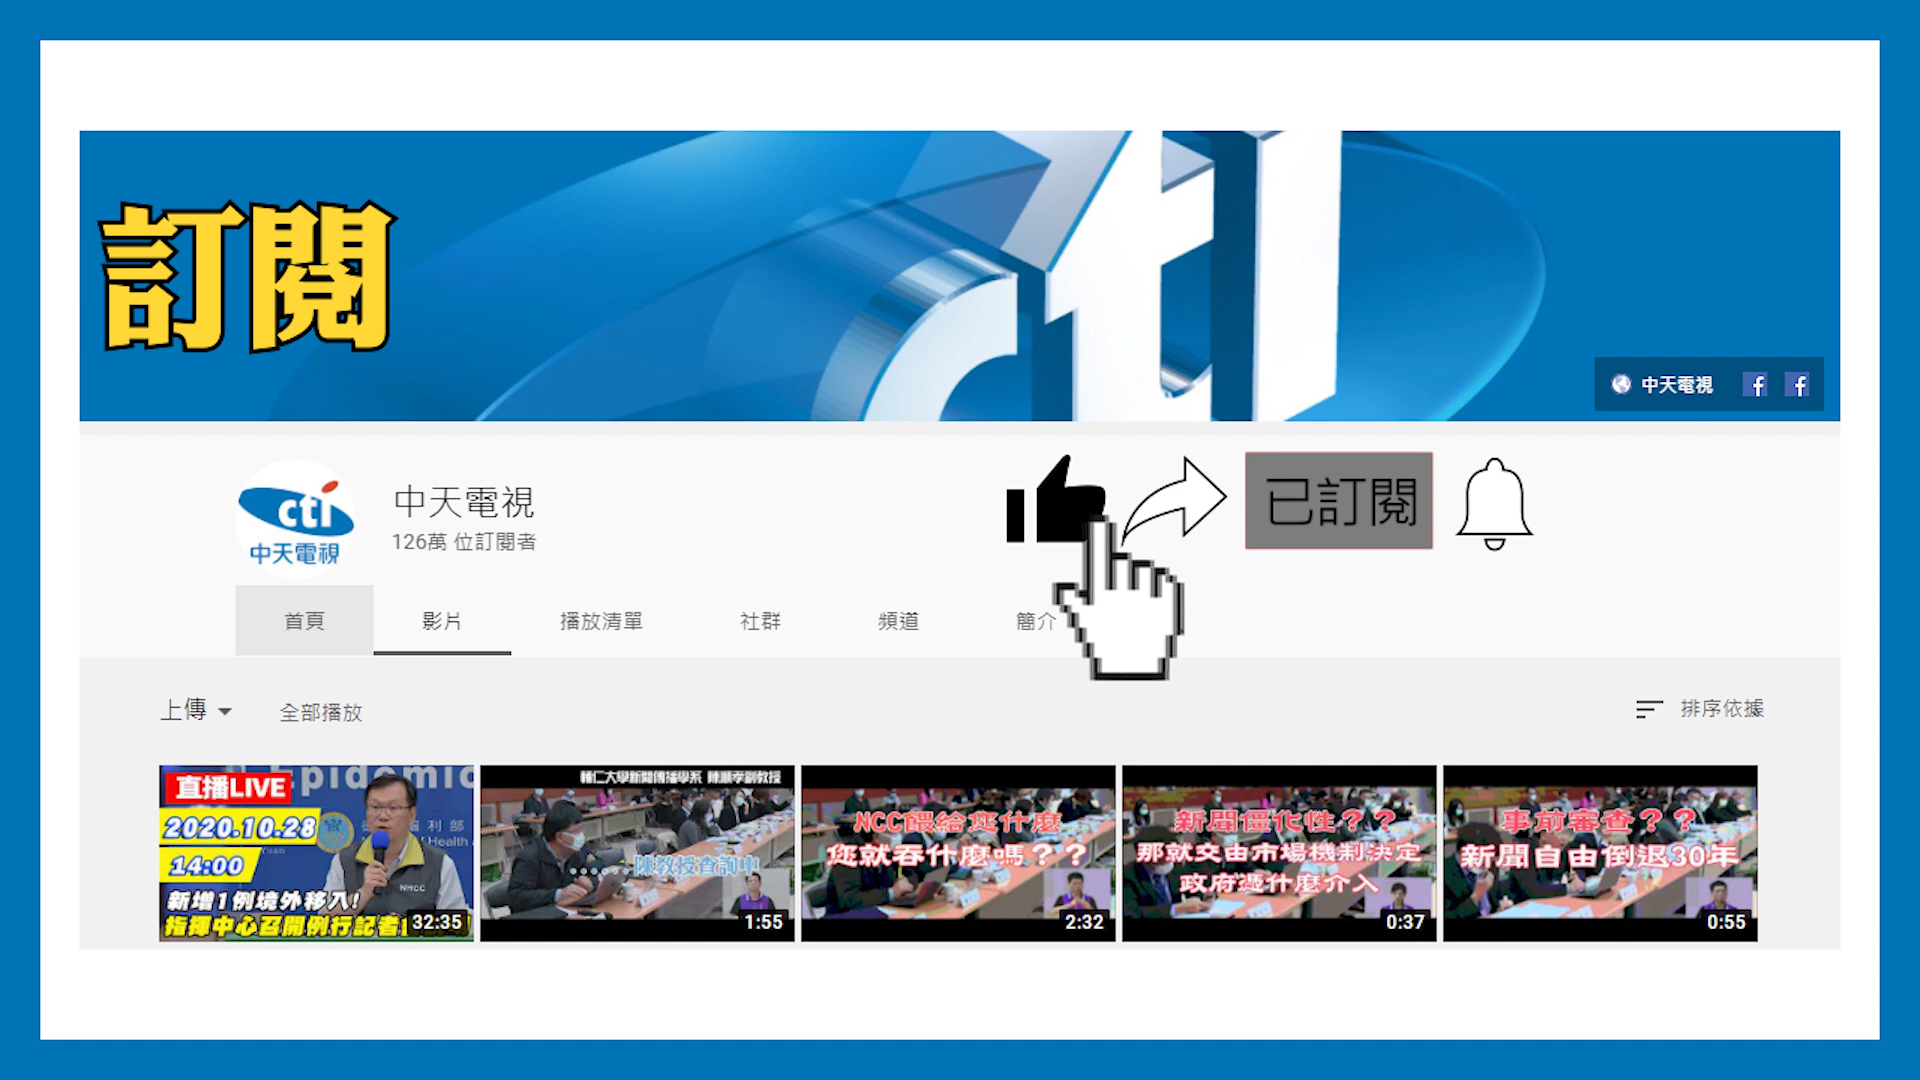 訂閱
cti
中天電視
cti
中天電視
中天電視
126萬 位訂閱者
已訂閱
首頁
影片
播放清單
社群
頻道
簡介
上傳
全部播放
排序依據
Epidemic
直播LIVE
2020.10.28
14:00
新增1例境外移入!
指揮中心召開例行記者
NHCC
32:35
輔仁大學新聞傳播學系 陳順孝副教授
......陳教授查詢中
1:55
NCC餵給您什麼
您就吞什麼嗎??
2:32
新聞僵化性??
那就交由市場機制決定
政府憑什麼介入
0:37
事前審查??
新聞自由倒退30年
0:55